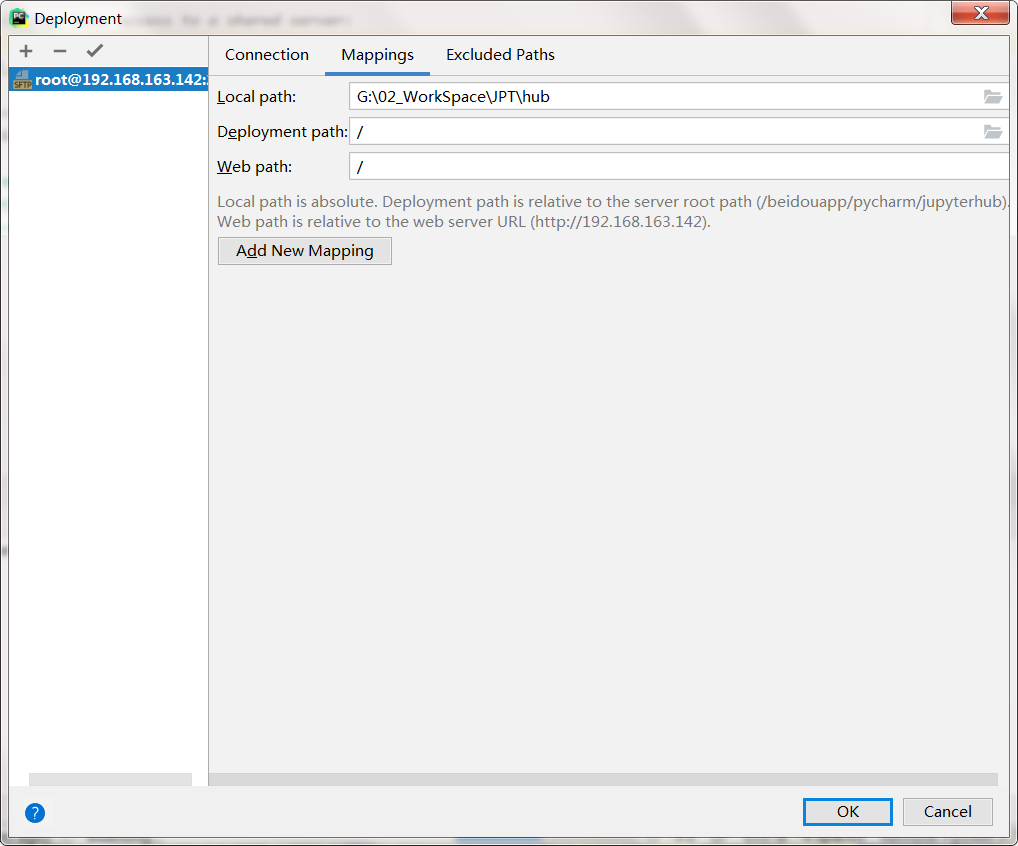 Deployment
root@192.168.163.142:
SFTP
Connection
Mappings
Excluded Paths
Local path:
G:\02_WorkSpace\JPT\hub
Deployment path:
/
Web path:
/
Local path is absolute. Deployment path is relative to the server root path (/beidouapp/pycharm/jupyterhub).
Web path is relative to the web server URL (http://192.168.163.142).
Add New Mapping
?
OK
Cancel